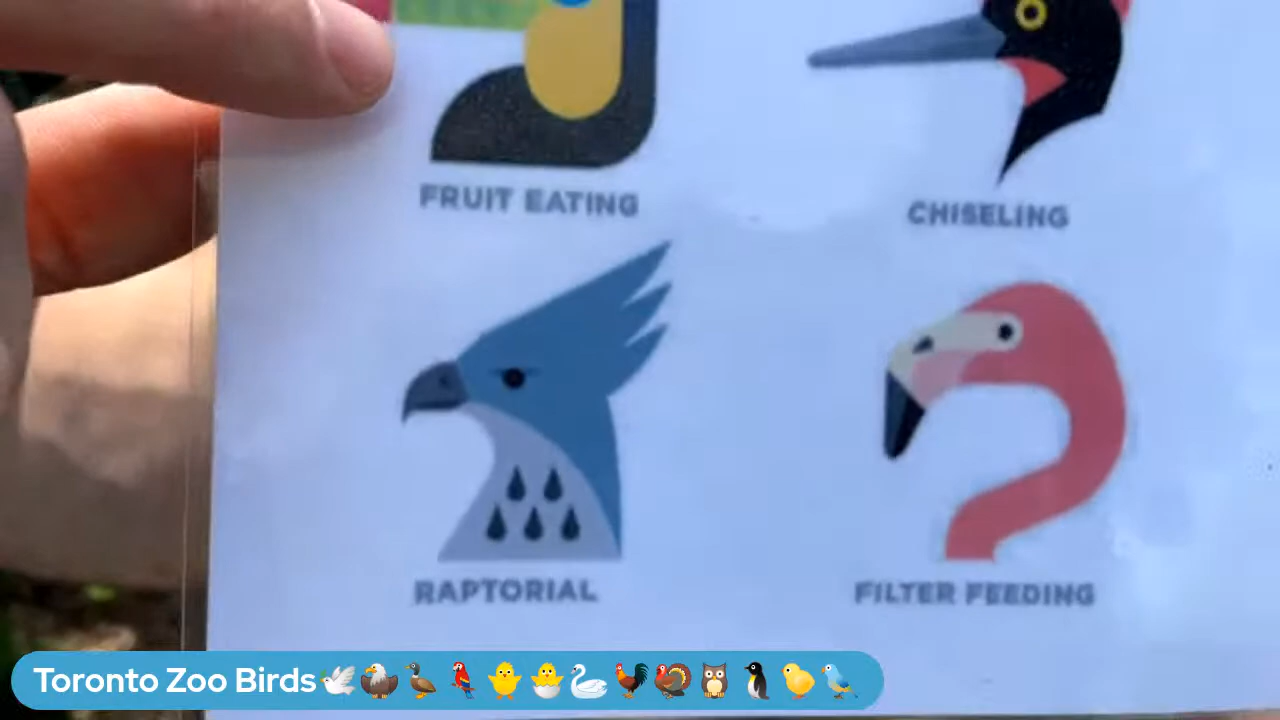 FRUIT EATING
CHISELING
RAPTORIAL
FILTER FEEDING
Toronto Zoo Birds🕊️🦅🦆🦜🐥🐣🦢🐓🦃🦉🐧🐤🐦